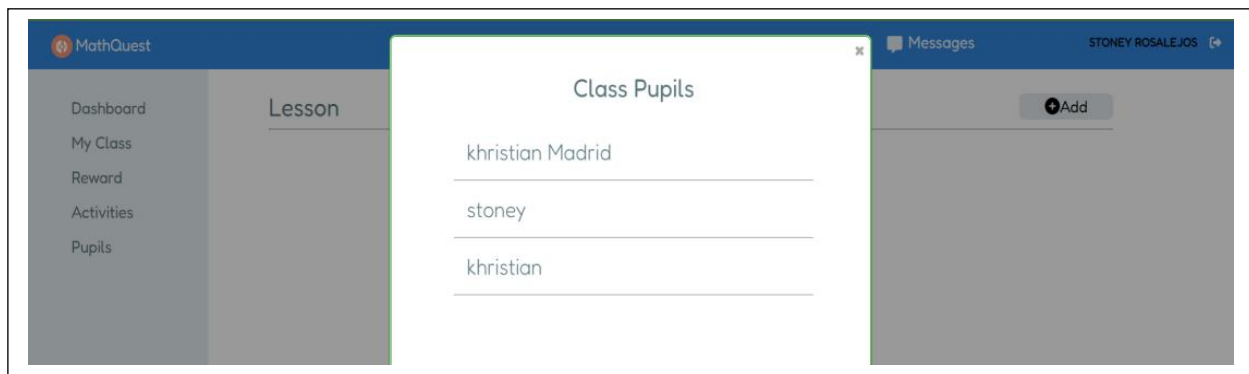 MathQuest
Messages
STONEY ROSALEJOS
Class Pupils
Dashboard
My Class
Reward
Activities
Pupils
Lesson
Add
khristian Madrid
stoney
khristian